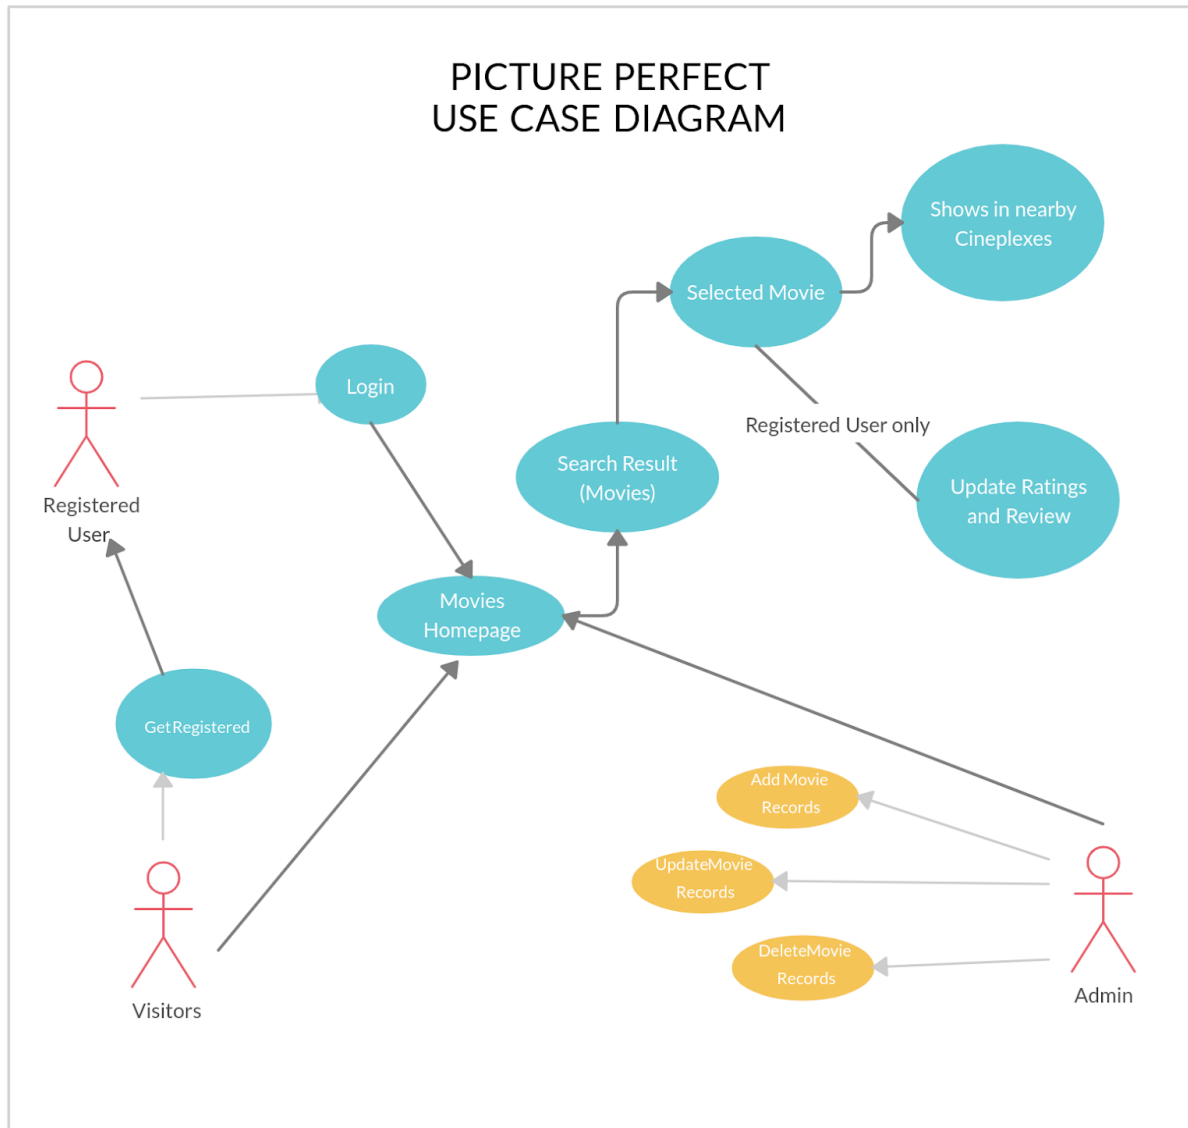 PICTURE PERFECT
USE CASE DIAGRAM
Shows in nearby
Cineplexes
Selected Movie
Login
Registered User only
Search Result
(Movies)
Update Ratings
and Review
Registered
User
Movies
Homepage
GetRegistered
Add Movie
Records
UpdateMovie
Records
DeleteMovie
Records
Visitors
Admin